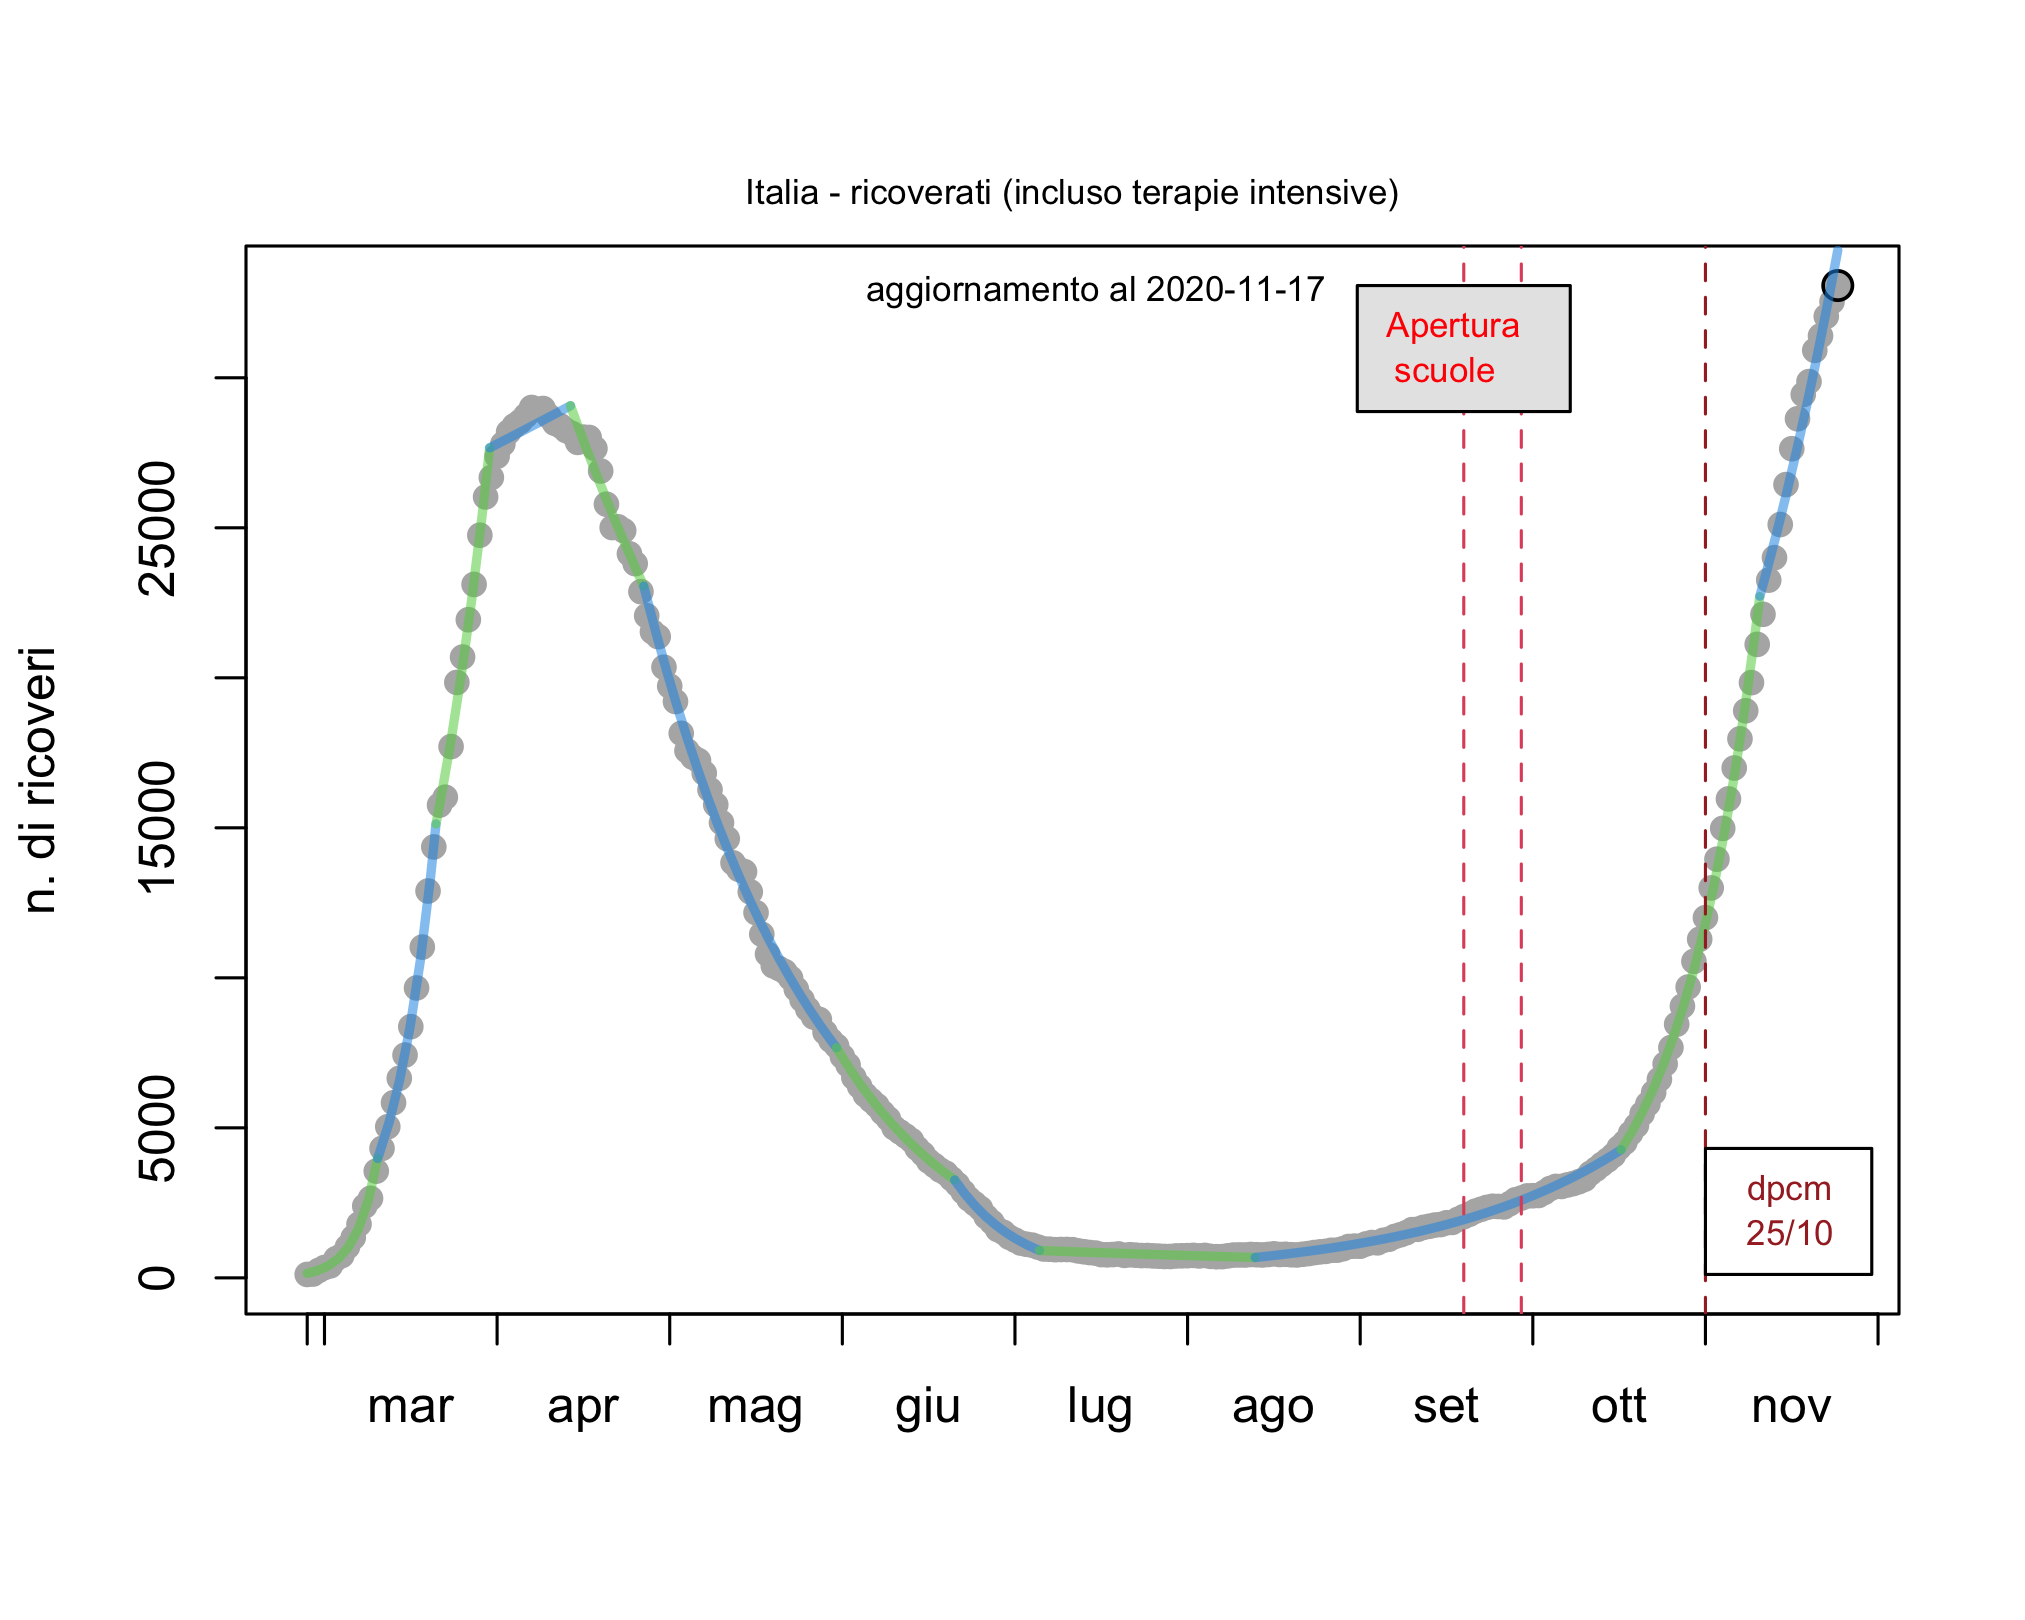 Italia - ricoverati (incluso terapie intensive)
aggiornamento al 2020-11-17
Apertura
scuole
n. di ricoveri
25000
15000
5000
0
dpcm
25/10
mar apr mag giu lug ago set ott nov